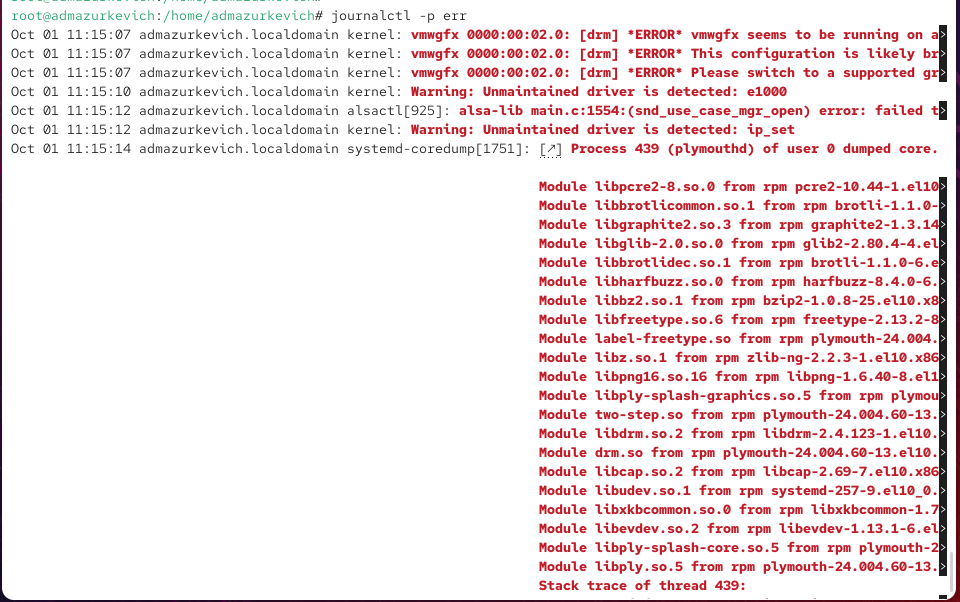 root@admazurkevich:/home/admazurkevich# journalctl -p err
Oct 01 11:15:07 admazurkevich.localdomain kernel: vmwgfx 0000:00:02.0: [drm] *ERROR* vmwgfx seems to be running on a>
Oct 01 11:15:07 admazurkevich.localdomain kernel: vmwgfx 0000:00:02.0: [drm] *ERROR* This configuration is likely br>
Oct 01 11:15:07 admazurkevich.localdomain kernel: vmwgfx 0000:00:02.0: [drm] *ERROR* Please switch to a supported gr>
Oct 01 11:15:10 admazurkevich.localdomain kernel: Warning: Unmaintained driver is detected: e1000
Oct 01 11:15:12 admazurkevich.localdomain alsactl[925]: alsa-lib main.c:1554:(snd_use_case_mgr_open) error: failed t>
Oct 01 11:15:12 admazurkevich.localdomain kernel: Warning: Unmaintained driver is detected: ip_set
Oct 01 11:15:14 admazurkevich.localdomain systemd-coredump[1751]: [↗] Process 439 (plymouthd) of user 0 dumped core.
Module libpcre2-8.so.0 from rpm pcre2-10.44-1.el10>
Module libbrotlicommon.so.1 from rpm brotli-1.1.0->
Module libgraphite2.so.3 from rpm graphite2-1.3.14>
Module libglib-2.0.so.0 from rpm glib2-2.80.4-4.el>
Module libbrotlidec.so.1 from rpm brotli-1.1.0-6.e>
Module libharfbuzz.so.0 from rpm harfbuzz-8.4.0-6.>
Module libbz2.so.1 from rpm bzip2-1.0.8-25.el10.x8>
Module libfreetype.so.6 from rpm freetype-2.13.2-8>
Module label-freetype.so from rpm plymouth-24.004.>
Module libz.so.1 from rpm zlib-ng-2.2.3-1.el10.x86>
Module libpng16.so.16 from rpm libpng-1.6.40-8.el1>
Module libply-splash-graphics.so.5 from rpm plymou>
Module two-step.so from rpm plymouth-24.004.60-13.>
Module libdrm.so.2 from rpm libdrm-2.4.123-1.el10.>
Module drm.so from rpm plymouth-24.004.60-13.el10.>
Module libcap.so.2 from rpm libcap-2.69-7.el10.x86>
Module libudev.so.1 from rpm systemd-257-9.el10_0.>
Module libxkbcommon.so.0 from rpm libxkbcommon-1.7>
Module libevdev.so.2 from rpm libevdev-1.13.1-6.el>
Module libply-splash-core.so.5 from rpm plymouth-2>
Module libply.so.5 from rpm plymouth-24.004.60-13.>
Stack trace of thread 439: